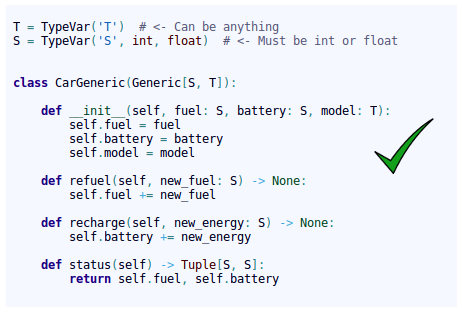 T = TypeVar('T')  # <- Can be anything
S = TypeVar('S', int, float)  # <- Must be int or float
class CarGeneric(Generic[S, T]):
    def __init__(self, fuel: S, battery: S, model: T):
        self.fuel = fuel
        self.battery = battery
        self.model = model
    def refuel(self, new_fuel: S) -> None:
        self.fuel += new_fuel
    def recharge(self, new_energy: S) -> None:
        self.battery += new_energy
    def status(self) -> Tuple[S, S]:
        return self.fuel, self.battery